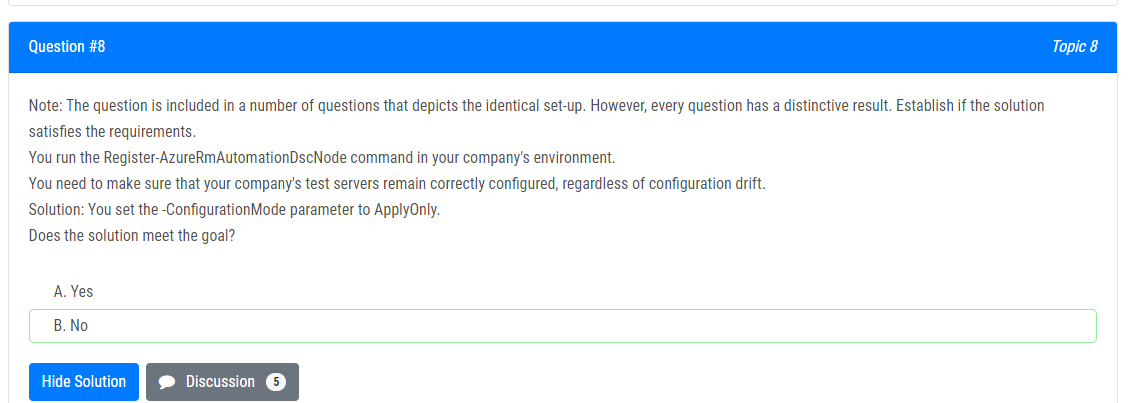 Question #8
Topic 8
Note: The question is included in a number of questions that depicts the identical set-up. However, every question has a distinctive result. Establish if the solution
satisfies the requirements.
You run the Register-AzureRmAutomationDscNode command in your company's environment.
You need to make sure that your company's test servers remain correctly configured, regardless of configuration drift.
Solution: You set the -ConfigurationMode parameter to ApplyOnly.
Does the solution meet the goal?
A. Yes
B. No
Hide Solution
Discussion 5